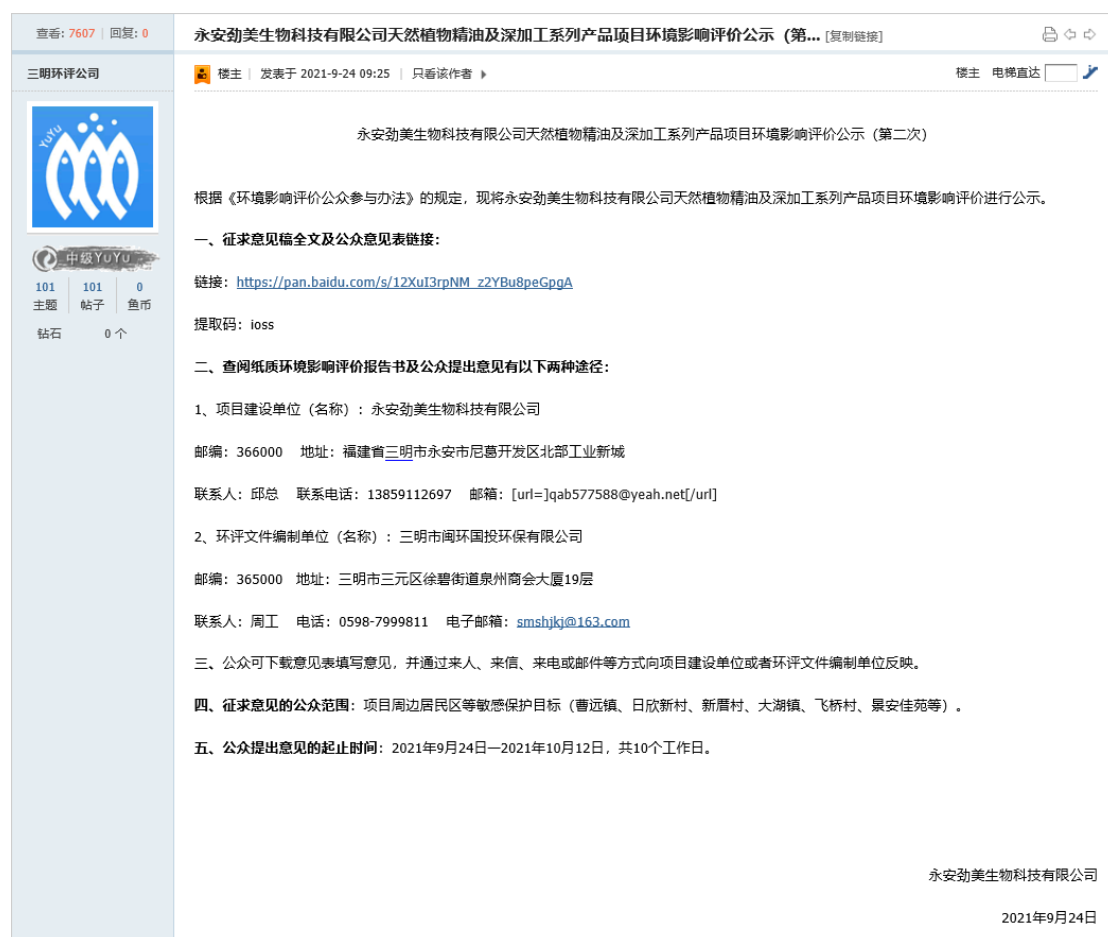 查看: 7607 | 回复: 0
永安劲美生物科技有限公司天然植物精油及深加工系列产品项目环境影响评价公示（第... [复制链接]
三明环评公司
楼主 | 发表于 2021-9-24 09:25 | 只看该作者
楼主 电梯直达
YuYu
中级YuYu
101 101 0
主题 帖子 鱼币
钻石 0 个
永安劲美生物科技有限公司天然植物精油及深加工系列产品项目环境影响评价公示（第二次）
根据《环境影响评价公众参与办法》的规定，现将永安劲美生物科技有限公司天然植物精油及深加工系列产品项目环境影响评价进行公示。
一、征求意见稿全文及公众意见表链接：
链接：https://pan.baidu.com/s/12XuI3rpNM_z2YBu8peGpgA
提取码：ioss
二、查阅纸质环境影响评价报告书及公众提出意见有以下两种途径：
1、项目建设单位（名称）：永安劲美生物科技有限公司
邮编：366000 地址：福建省三明市永安市尼葛开发区北部工业新城
联系人：邱总 联系电话：13859112697 邮箱：[url=]qab577588@yeah.net[/url]
2、环评文件编制单位（名称）：三明市闽环国投环保有限公司
邮编：365000 地址：三明市三元区徐碧街道泉州商会大厦19层
联系人：周工 电话：0598-7999811 电子邮箱：smshjkj@163.com
三、公众可下载意见表填写意见，并通过来人、来信、来电或邮件等方式向项目建设单位或者环评文件编制单位反映。
四、征求意见的公众范围：项目周边居民区等敏感保护目标（曹远镇、日欣新村、新厝村、大湖镇、飞桥村、景安佳苑等）。
五、公众提出意见的起止时间：2021年9月24日—2021年10月12日，共10个工作日。
永安劲美生物科技有限公司
2021年9月24日